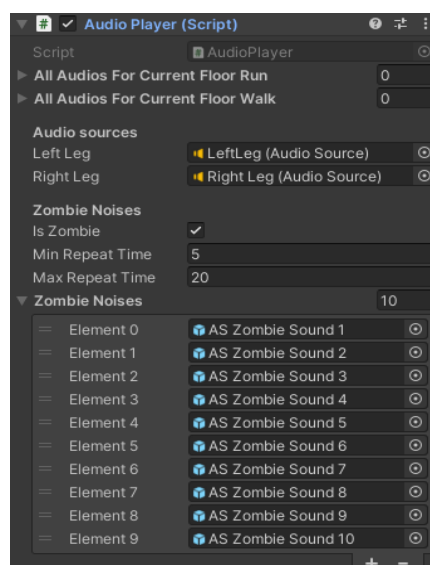 # Audio Player (Script)
Script AudioPlayer
All Audios For Current Floor Run 0
All Audios For Current Floor Walk 0
Audio sources
Left Leg LeftLeg (Audio Source)
Right Leg Right Leg (Audio Source)
Zombie Noises
Is Zombie
Min Repeat Time 5
Max Repeat Time 20
Zombie Noises 10
Element 0 AS Zombie Sound 1
Element 1 AS Zombie Sound 2
Element 2 AS Zombie Sound 3
Element 3 AS Zombie Sound 4
Element 4 AS Zombie Sound 5
Element 5 AS Zombie Sound 6
Element 6 AS Zombie Sound 7
Element 7 AS Zombie Sound 8
Element 8 AS Zombie Sound 9
Element 9 AS Zombie Sound 10
+ -